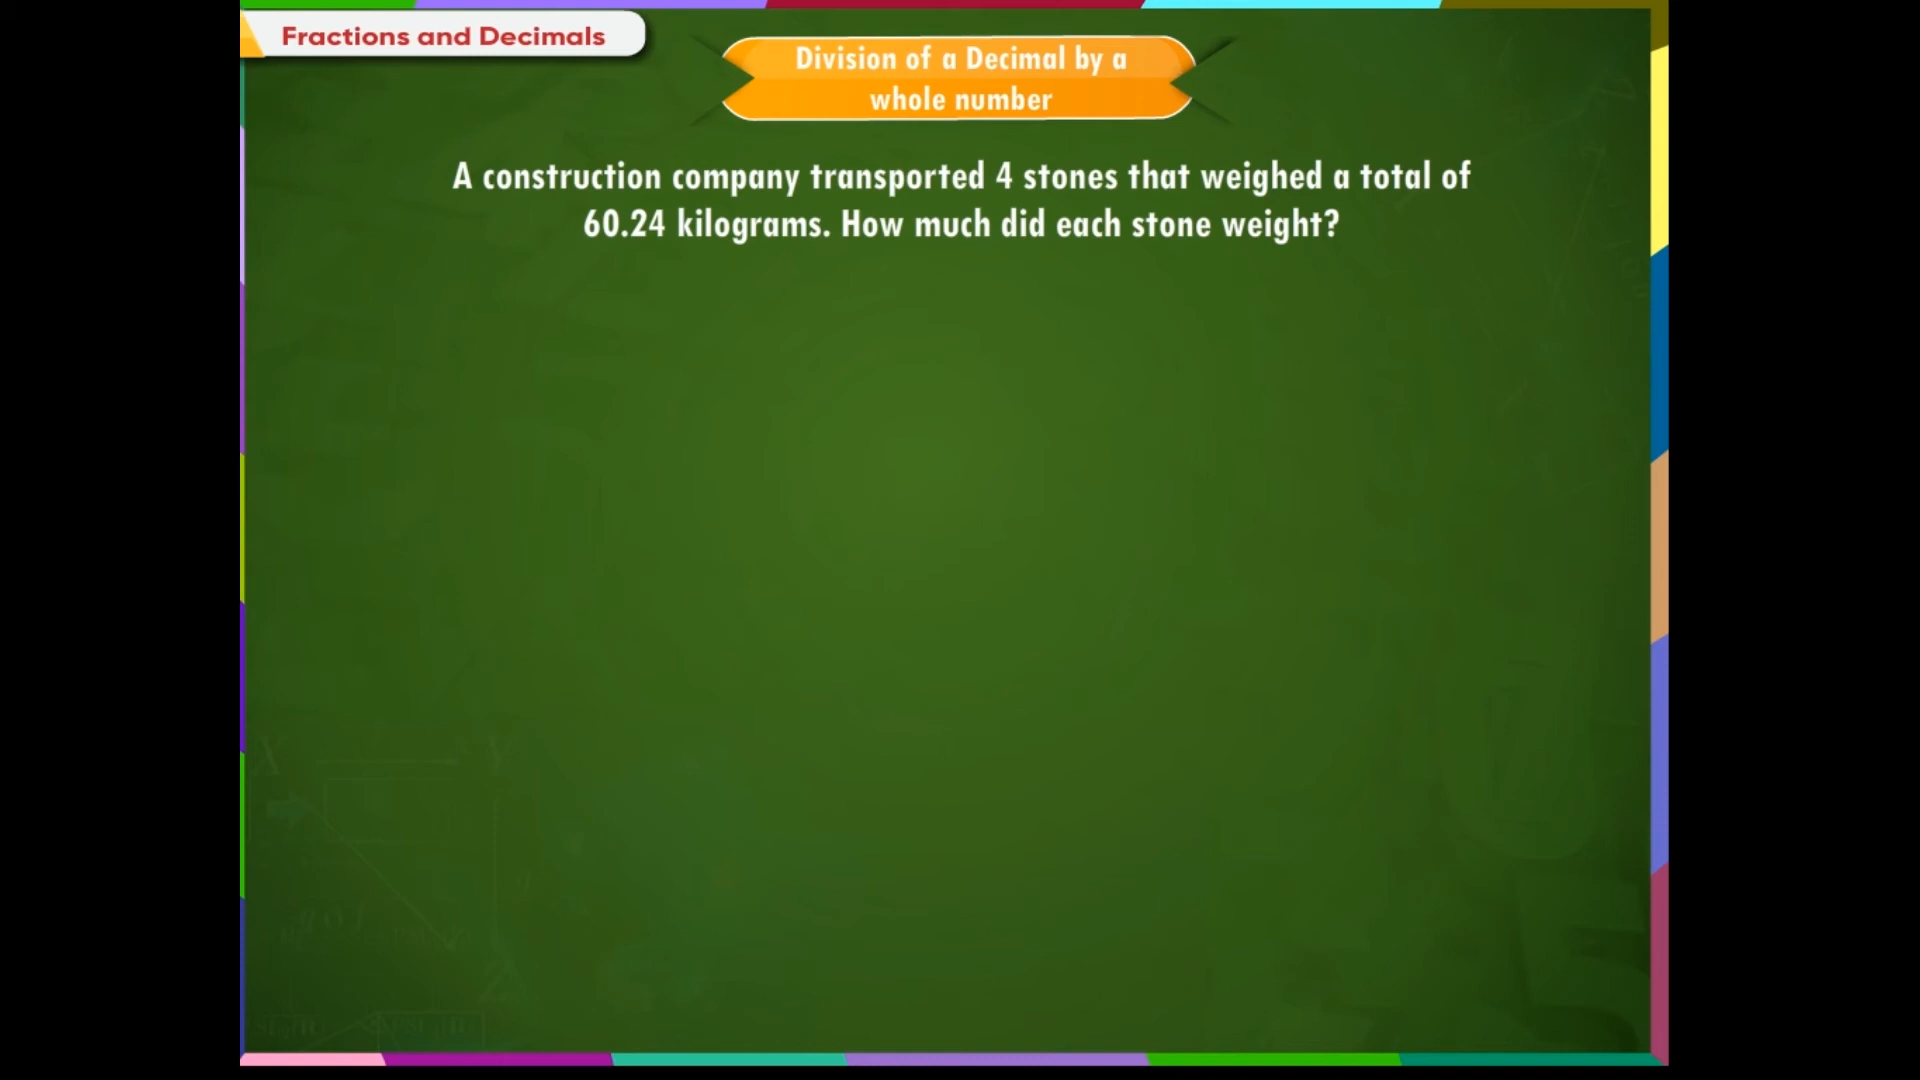 Fractions and Decimals
Division of a Decimal by a
whole number
A construction company transported 4 stones that weighed a total of
60.24 kilograms. How much did each stone weight?